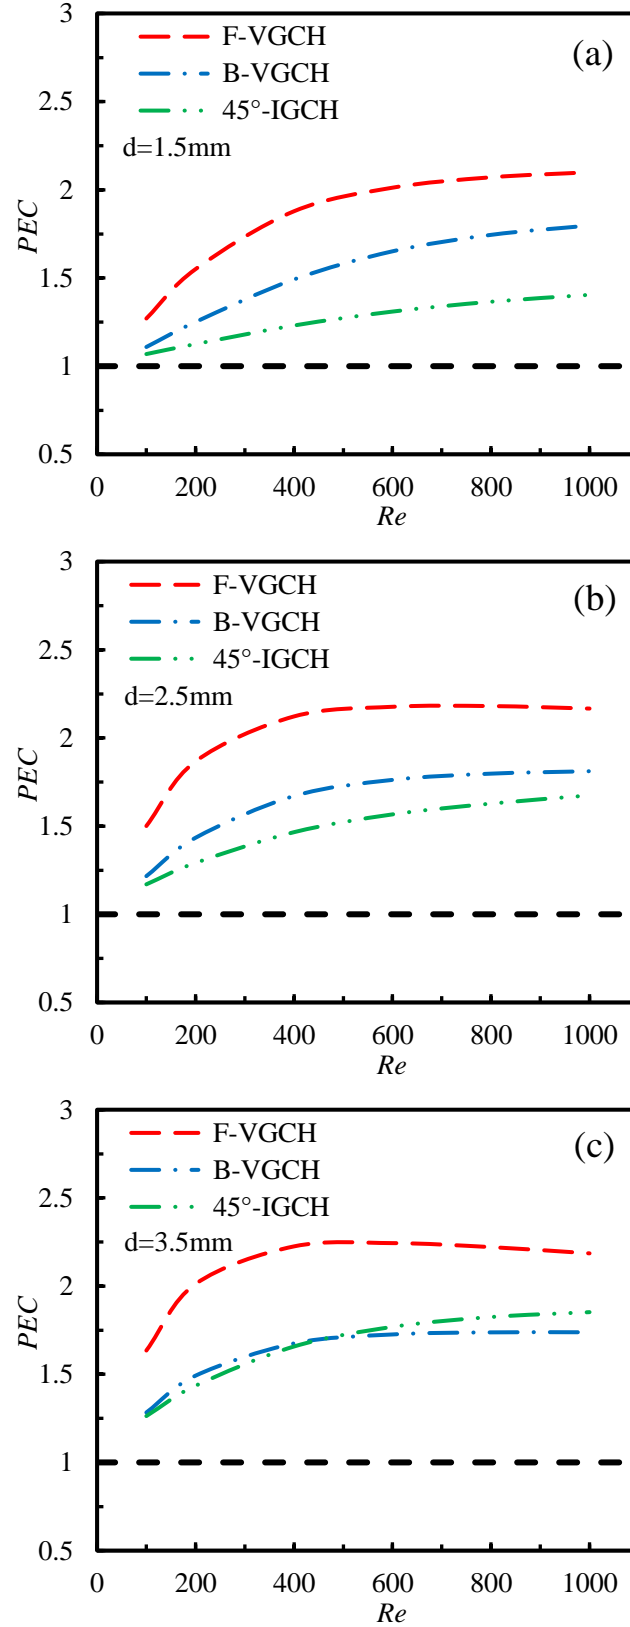 3
F-VGCH
(a)
B-VGCH
2.5
45°-IGCH
d=1.5mm
2
PEC
1.5
1
0.5
0 200 400 600 800 1000
Re
3
F-VGCH
(b)
B-VGCH
2.5
45°-IGCH
d=2.5mm
2
PEC
1.5
1
0.5
0 200 400 600 800 1000
Re
3
F-VGCH
(c)
B-VGCH
2.5
45°-IGCH
d=3.5mm
2
PEC
1.5
1
0.5
0 200 400 600 800 1000
Re